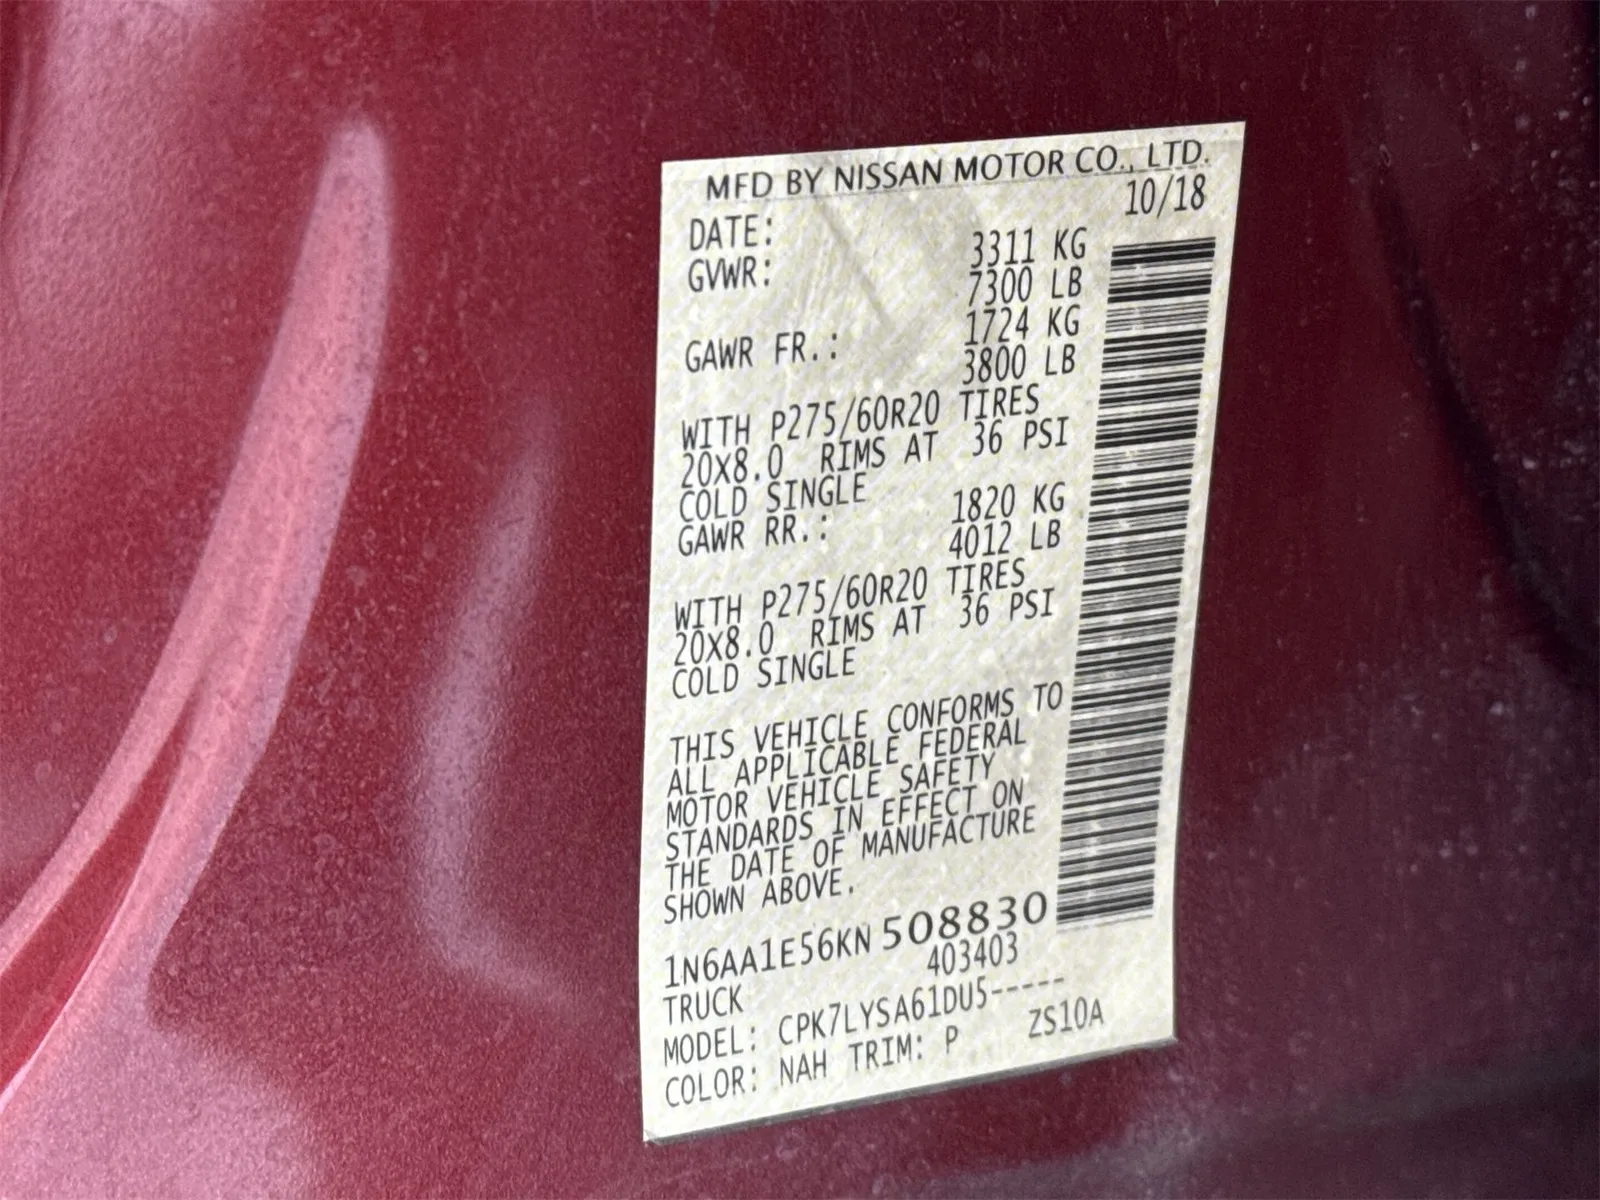 MFD BY NISSAN MOTOR CO., LTD.
DATE: 10/18
GVWR: 3311 KG
7300 LB
GAWR FR.: 1724 KG
3800 LB
WITH P275/60R20 TIRES
20X8.0 RIMS AT 36 PSI
COLD SINGLE
GAWR RR.: 1820 KG
4012 LB
WITH P275/60R20 TIRES
20X8.0 RIMS AT 36 PSI
COLD SINGLE
THIS VEHICLE CONFORMS TO
ALL APPLICABLE FEDERAL
MOTOR VEHICLE SAFETY
STANDARDS IN EFFECT ON
THE DATE OF MANUFACTURE
SHOWN ABOVE.
1N6AA1E56KN 508830
TRUCK 403403
MODEL: CPK7LYSA61DU5-----
COLOR: NAH TRIM: P ZS10A